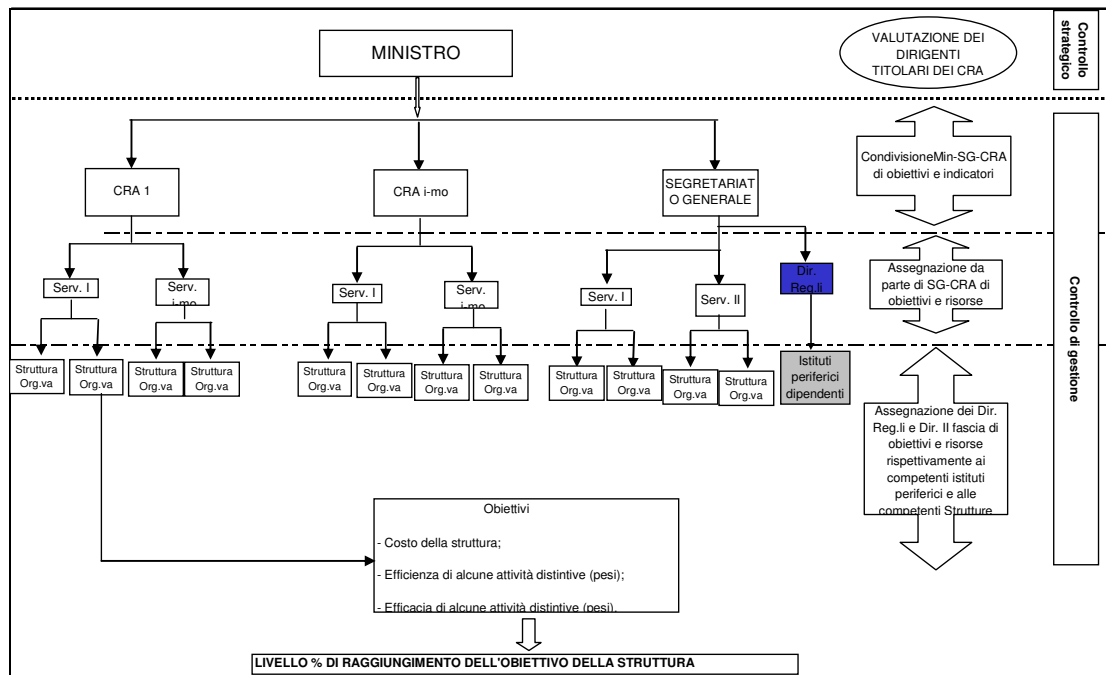 MINISTRO
VALUTAZIONE DEI
DIRIGENTI
TITOLARI DEI CRA
Controllo
strategico
CRA 1
CRA i-mo
SEGRETARIAT
O GENERALE
CondivisioneMin-SG-CRA
di obiettivi e indicatori
Serv. I
Serv.
i-mo
Serv. I
Serv.
i-mo
Serv. I
Serv. II
Dir.
Reg.li
Assegnazione da
parte di SG-CRA di
obiettivi e risorse
Controllo di gestione
Struttura
Org.va
Struttura
Org.va
Struttura
Org.va
Struttura
Org.va
Struttura
Org.va
Struttura
Org.va
Struttura
Org.va
Struttura
Org.va
Struttura
Org.va
Struttura
Org.va
Struttura
Org.va
Struttura
Org.va
Istituti
periferici
dipendenti
Assegnazione dei Dir.
Reg.li e Dir. II fascia di
obiettivi e risorse
rispettivamente ai
competenti istituti
periferici e alle
competenti Strutture
Obiettivi
- Costo della struttura;
- Efficienza di alcune attività distintive (pesi);
- Efficacia di alcune attività distintive (pesi).
LIVELLO % DI RAGGIUNGIMENTO DELL'OBIETTIVO DELLA STRUTTURA